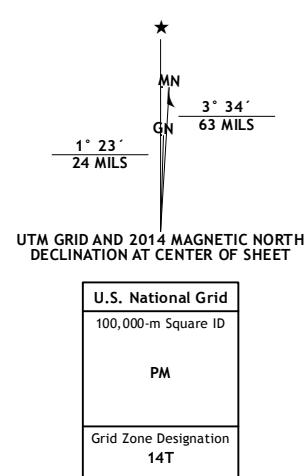 MN
3° 34´
63 MILS
GN
1° 23´
24 MILS
UTM GRID AND 2014 MAGNETIC NORTH
DECLINATION AT CENTER OF SHEET
U.S. National Grid
100,000-m Square ID
PM
Grid Zone Designation
14T